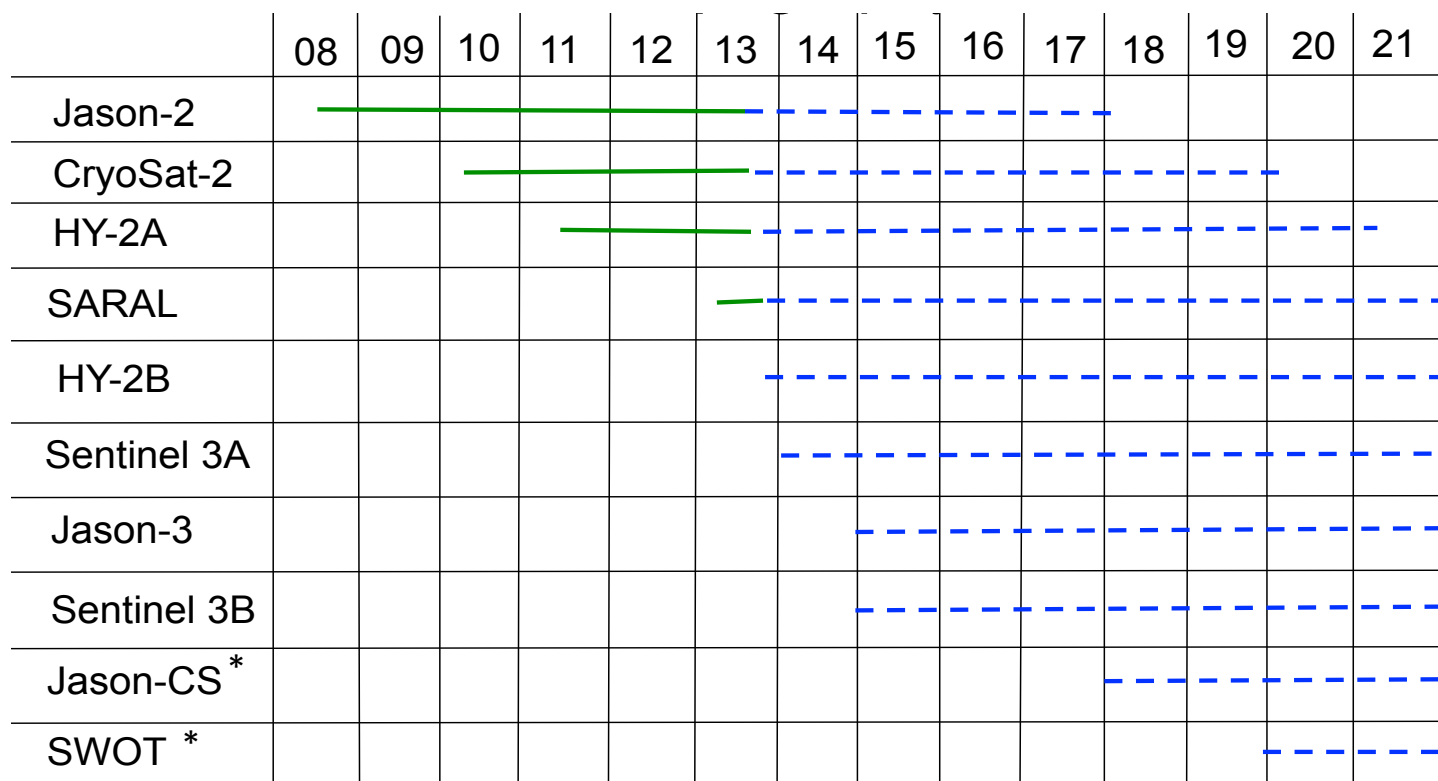 08 09 10 11 12 13 14 15 16 17 18 19 20 21
Jason-2
CryoSat-2
HY-2A
SARAL
HY-2B
Sentinel 3A
Jason-3
Sentinel 3B
Jason-CS *
SWOT *